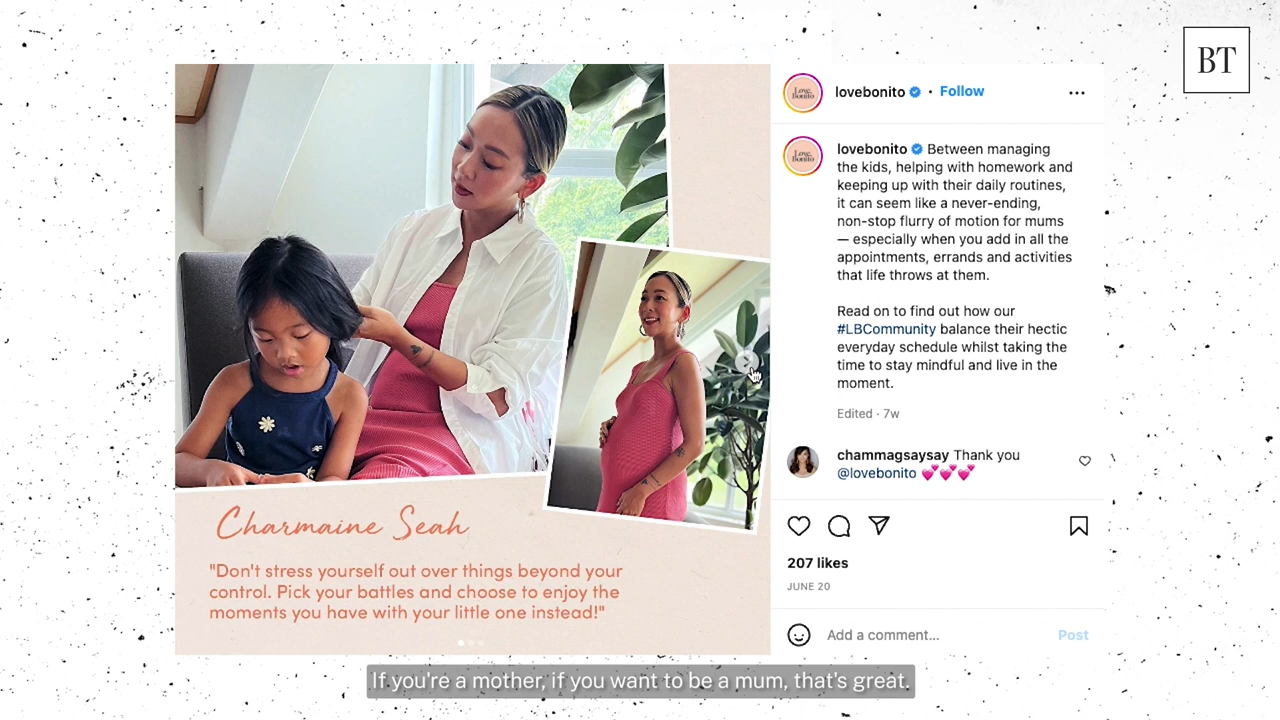 BT
lovebonito • Follow
lovebonito Between managing
the kids, helping with homework and
keeping up with their daily routines,
it can seem like a never-ending,
non-stop flurry of motion for mums
— especially when you add in all the
appointments, errands and activities
that life throws at them.
Read on to find out how our
#LBCommunity balance their hectic
everyday schedule whilst taking the
time to stay mindful and live in the
moment.
Edited · 7w
chammagsaysay Thank you
@lovebonito 💕💕💕
207 likes
JUNE 20
Add a comment... Post
Charmaine Seah
"Don't stress yourself out over things beyond your
control. Pick your battles and choose to enjoy the
moments you have with your little one instead!"
If you're a mother, if you want to be a mum, that's great.